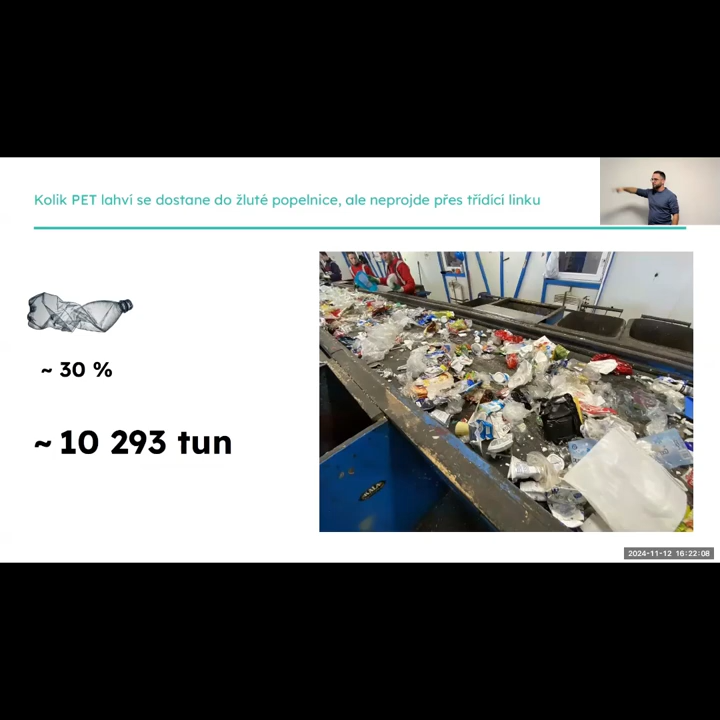 Kolik PET lahví se dostane do žluté popelnice, ale neprojde přes třídicí linku
~ 30 %
~ 10 293 tun
2024-11-12 16:22:08